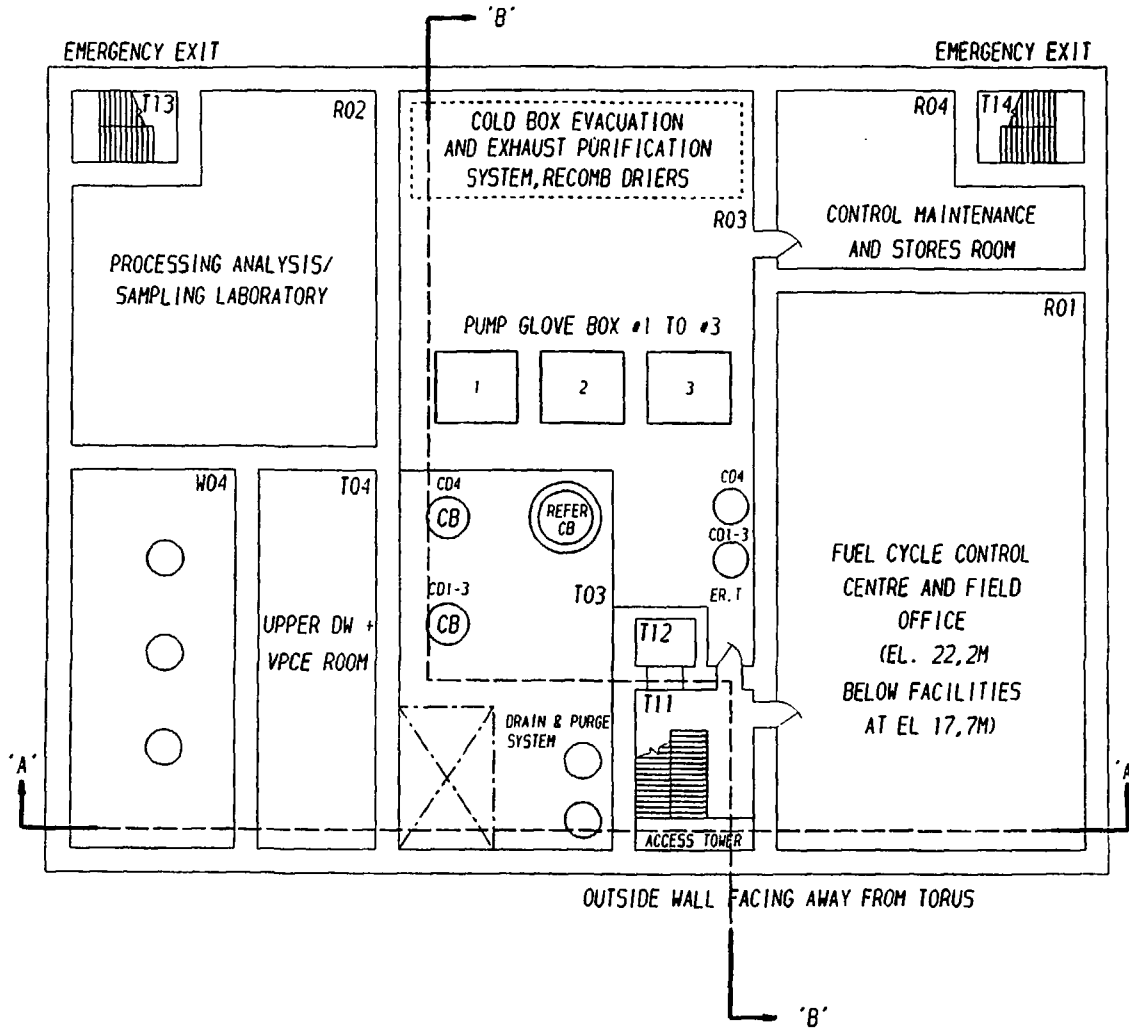 'B'
EMERGENCY EXIT
EMERGENCY EXIT
T13
R02
COLD BOX EVACUATION
AND EXHAUST PURIFICATION
SYSTEM, RECOMB DRIERS
R04
T14
R03
CONTROL MAINTENANCE
AND STORES ROOM
PROCESSING ANALYSIS/
SAMPLING LABORATORY
R01
PUMP GLOVE BOX #1 TO #3
1
2
3
W04
T04
CD4
CB
REFER
CB
CD4
CD1-3
ER.T
CD1-3
CB
T03
UPPER DW +
VPCE ROOM
T12
FUEL CYCLE CONTROL
CENTRE AND FIELD
OFFICE
(EL. 22,2M
BELOW FACILITIES
AT EL 17,7M)
T11
DRAIN & PURGE
SYSTEM
'A'
'A'
ACCESS TOWER
OUTSIDE WALL FACING AWAY FROM TORUS
'B'